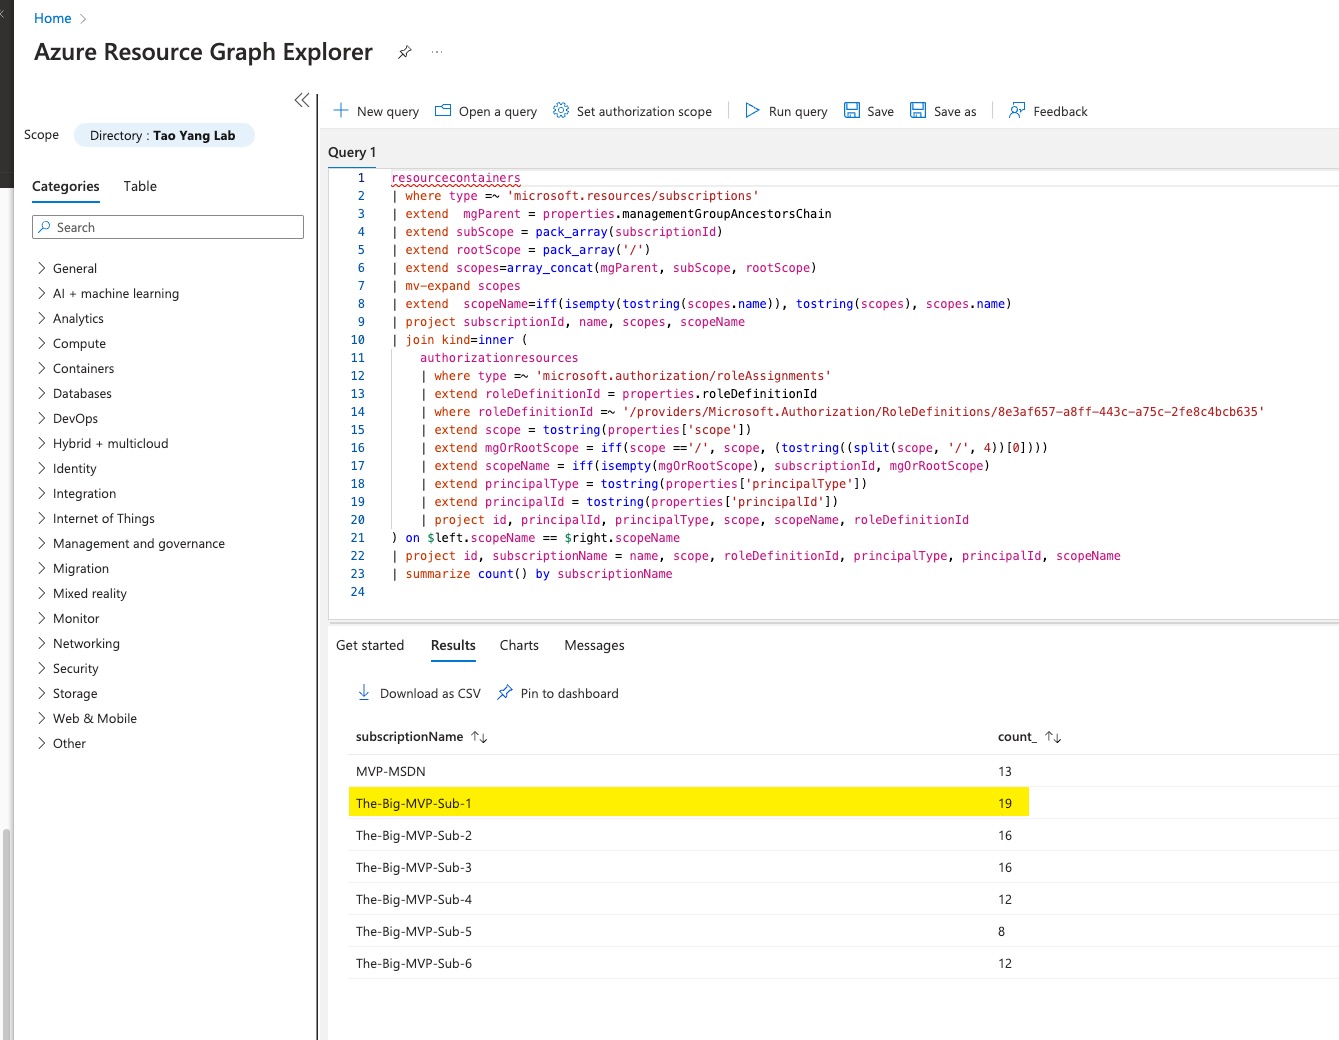 Home
Azure Resource Graph Explorer
Scope
Directory : Tao Yang Lab
Categories
Table
Search
General
AI + machine learning
Analytics
Compute
Containers
Databases
DevOps
Hybrid + multicloud
Identity
Integration
Internet of Things
Management and governance
Migration
Mixed reality
Monitor
Networking
Security
Storage
Web & Mobile
Other
New query
Open a query
Set authorization scope
Run query
Save
Save as
Feedback
Query 1
1 resourcecontainers
2 | where type =~ 'microsoft.resources/subscriptions'
3 | extend  mgParent = properties.managementGroupAncestorsChain
4 | extend subScope = pack_array(subscriptionId)
5 | extend rootScope = pack_array('/')
6 | extend scopes=array_concat(mgParent, subScope, rootScope)
7 | mv-expand scopes
8 | extend  scopeName=iff(isempty(tostring(scopes.name)), tostring(scopes), scopes.name)
9 | project subscriptionId, name, scopes, scopeName
10 | join kind=inner (
11 authorizationresources
12 | where type =~ 'microsoft.authorization/roleAssignments'
13 | extend roleDefinitionId = properties.roleDefinitionId
14 | where roleDefinitionId =~ '/providers/Microsoft.Authorization/RoleDefinitions/8e3af657-a8ff-443c-a75c-2fe8c4bcb635'
15 | extend scope = tostring(properties['scope'])
16 | extend mgOrRootScope = iff(scope =='/', scope, (tostring((split(scope, '/', 4))[0])))
17 | extend scopeName = iff(isempty(mgOrRootScope), subscriptionId, mgOrRootScope)
18 | extend principalType = tostring(properties['principalType'])
19 | extend principalId = tostring(properties['principalId'])
20 | project id, principalId, principalType, scope, scopeName, roleDefinitionId
21 ) on $left.scopeName == $right.scopeName
22 | project id, subscriptionName = name, scope, roleDefinitionId, principalType, principalId, scopeName
23 | summarize count() by subscriptionName
24
Get started
Results
Charts
Messages
Download as CSV
Pin to dashboard
subscriptionName count_
MVP-MSDN 13
The-Big-MVP-Sub-1 19
The-Big-MVP-Sub-2 16
The-Big-MVP-Sub-3 16
The-Big-MVP-Sub-4 12
The-Big-MVP-Sub-5 8
The-Big-MVP-Sub-6 12